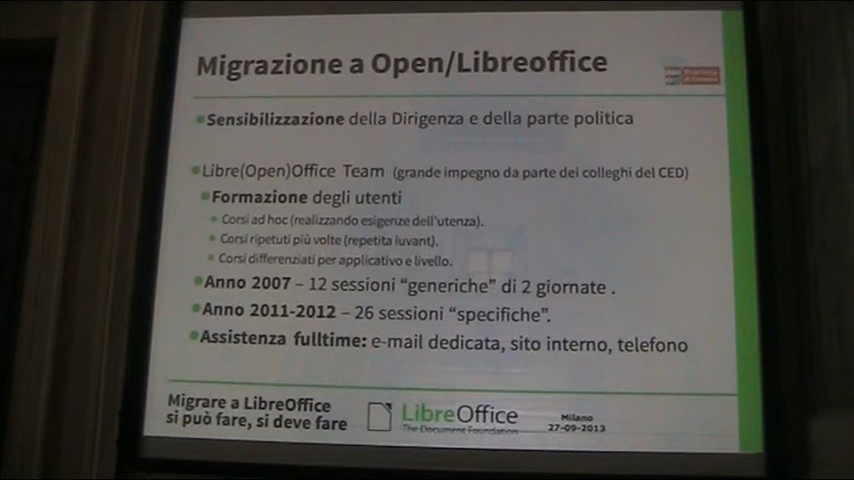 Migrazione a Open/Libreoffice
Provincia
Sensibilizzazione della Dirigenza e della parte politica
Libre(Open)Office Team (grande impegno da parte dei colleghi del CED)
Formazione degli utenti
Corsi ad hoc (realizzando esigenze dell'utenza).
Corsi ripetuti più volte (repetita iuvant).
Corsi differenziati per applicativo e livello.
Anno 2007 – 12 sessioni “generiche” di 2 giornate .
Anno 2011-2012 – 26 sessioni “specifiche”.
Assistenza fulltime: e-mail dedicata, sito interno, telefono
Migrare a LibreOffice
si può fare, si deve fare
LibreOffice
The Document Foundation
Milano
27-09-2013